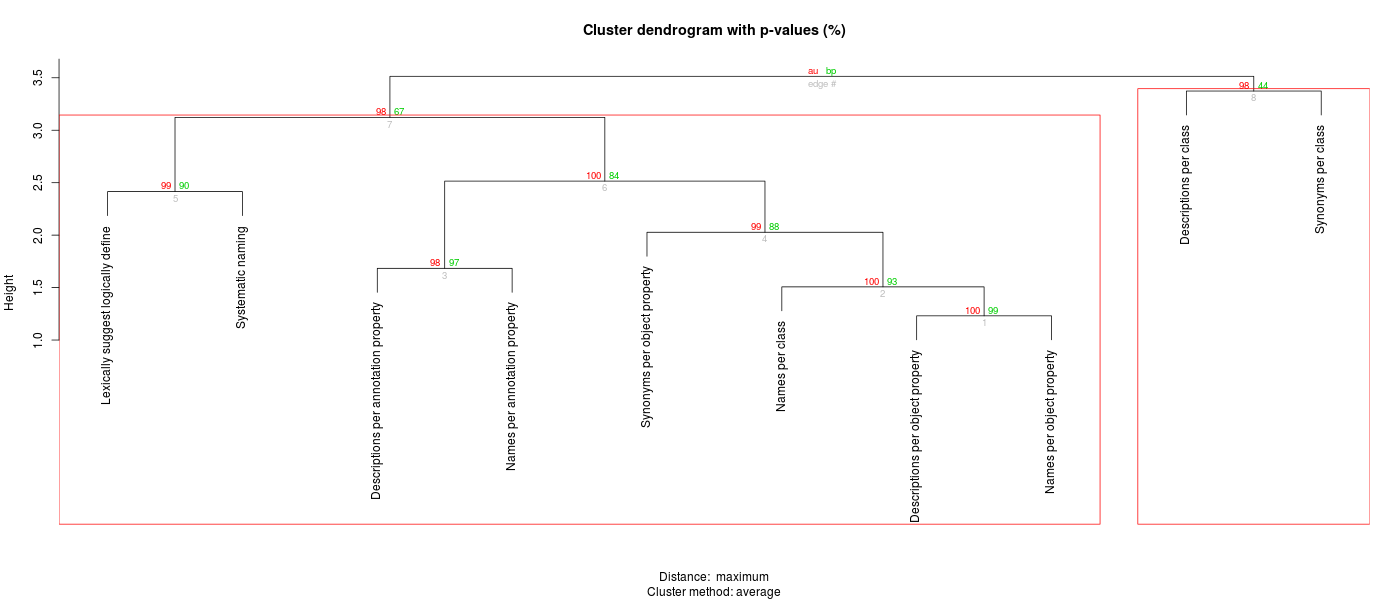 Cluster dendrogram with p-values (%)
au bp
edge #
98 44
8
98 67
7
99 90
5
100 84
6
99 88
4
98 97
3
100 93
2
100 99
1
3.5
3.0
2.5
2.0
1.5
1.0
Height
Lexically suggest logically define
Systematic naming
Descriptions per annotation property
Names per annotation property
Synonyms per object property
Names per class
Descriptions per object property
Names per object property
Descriptions per class
Synonyms per class
Distance: maximum
Cluster method: average